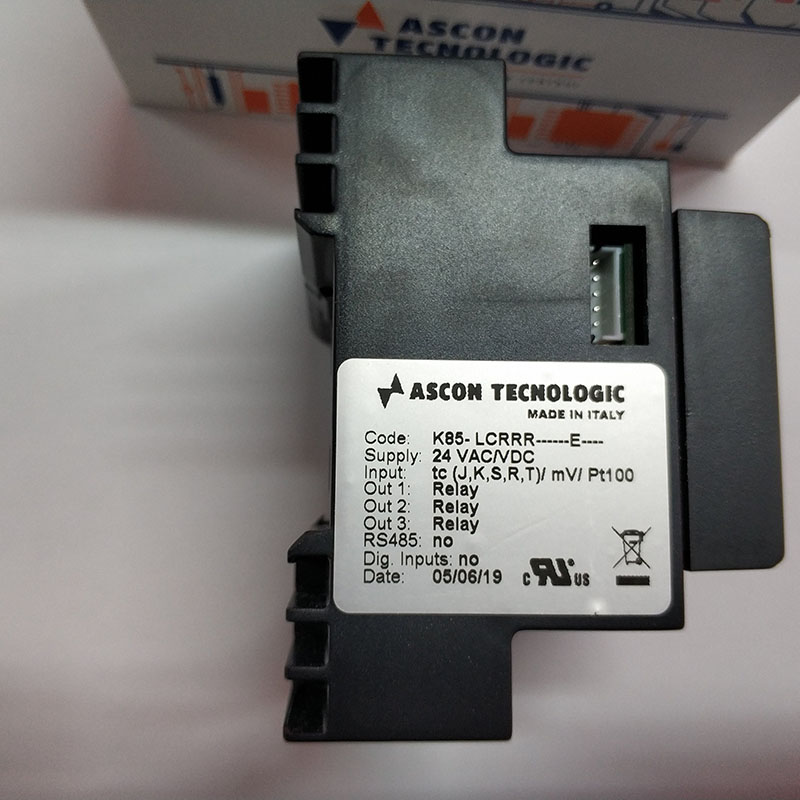 ASCON
TECNOLOGIC
ASCON TECNOLOGIC
MADE IN ITALY
Code: K85- LCRRR------E----
Supply: 24 VAC/VDC
Input: tc (J,K,S,R,T)/ mV/ Pt100
Out 1: Relay
Out 2: Relay
Out 3: Relay
RS485: no
Dig. Inputs: no
Date: 05/06/19
c RU US